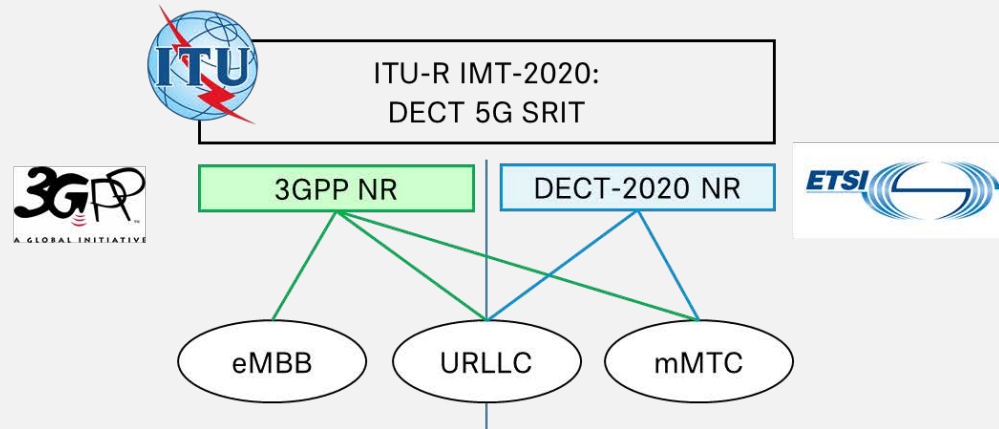 ITU
ITU-R IMT-2020:
DECT 5G SRIT
3GPP
A GLOBAL INITIATIVE
3GPP NR
DECT-2020 NR
ETSI
eMBB
URLLC
mMTC